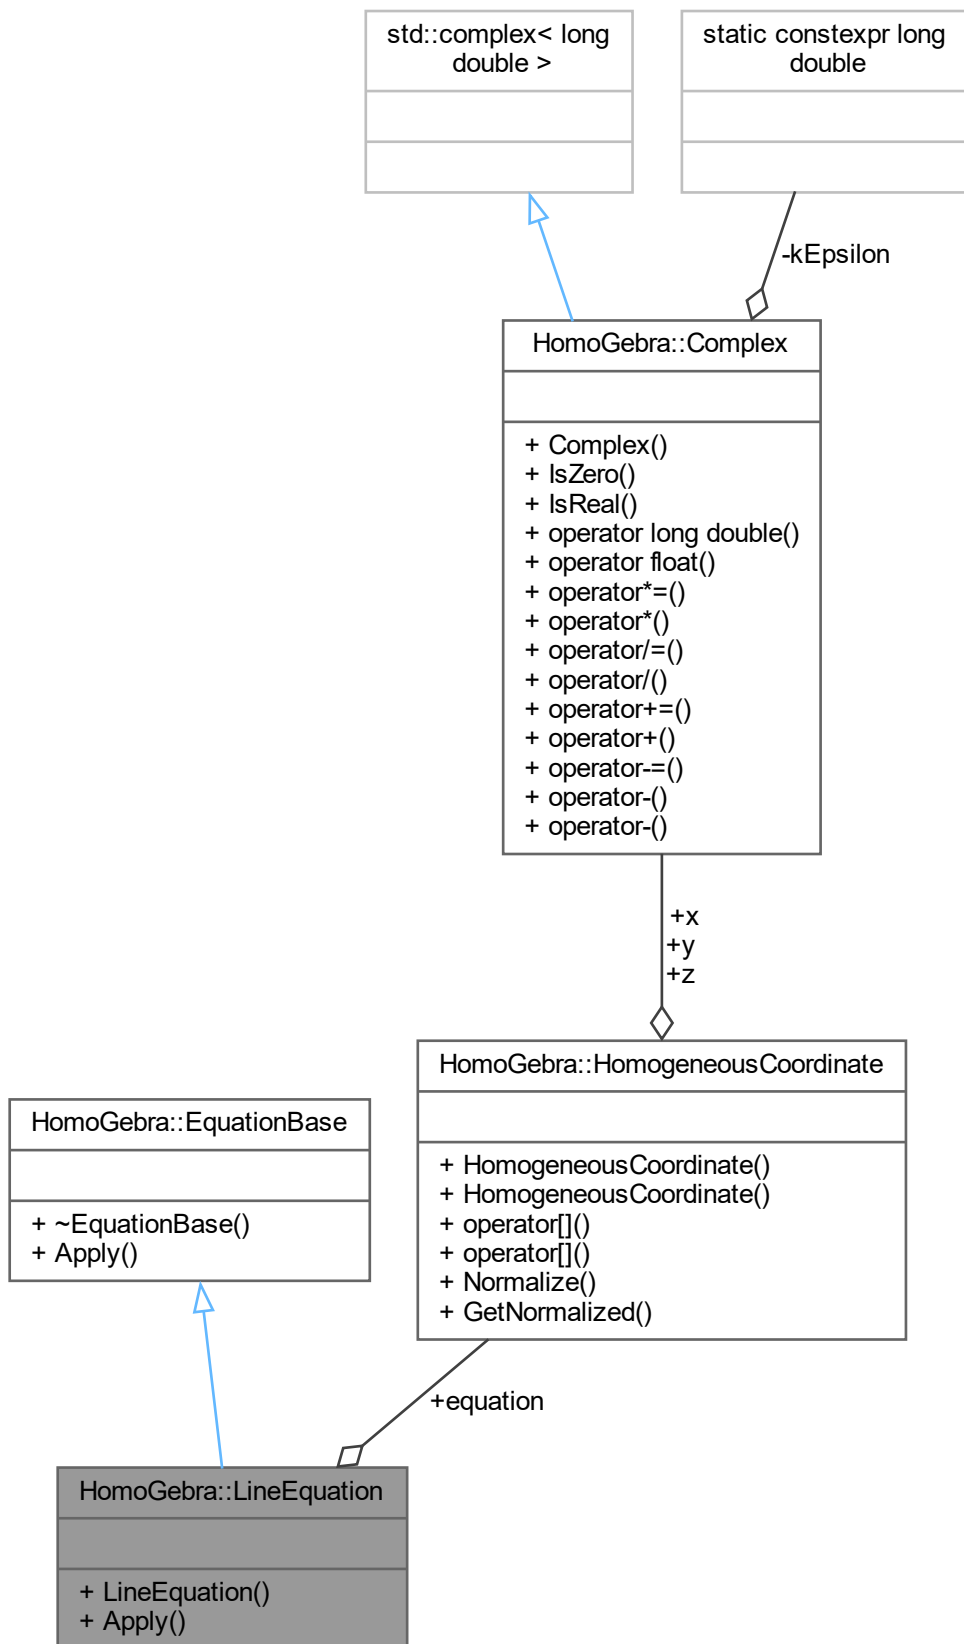 std::complex< long
double >
static constexpr long
double
-kEpsilon
HomoGebra::Complex
+ Complex()
+ IsZero()
+ IsReal()
+ operator long double()
+ operator float()
+ operator*=()
+ operator*()
+ operator/=()
+ operator/()
+ operator+=()
+ operator+()
+ operator-=()
+ operator-()
+ operator-()
+x
+y
+z
HomoGebra::HomogeneousCoordinate
+ HomogeneousCoordinate()
+ HomogeneousCoordinate()
+ operator[]()
+ operator[]()
+ Normalize()
+ GetNormalized()
HomoGebra::EquationBase
+ ~EquationBase()
+ Apply()
+equation
HomoGebra::LineEquation
+ LineEquation()
+ Apply()